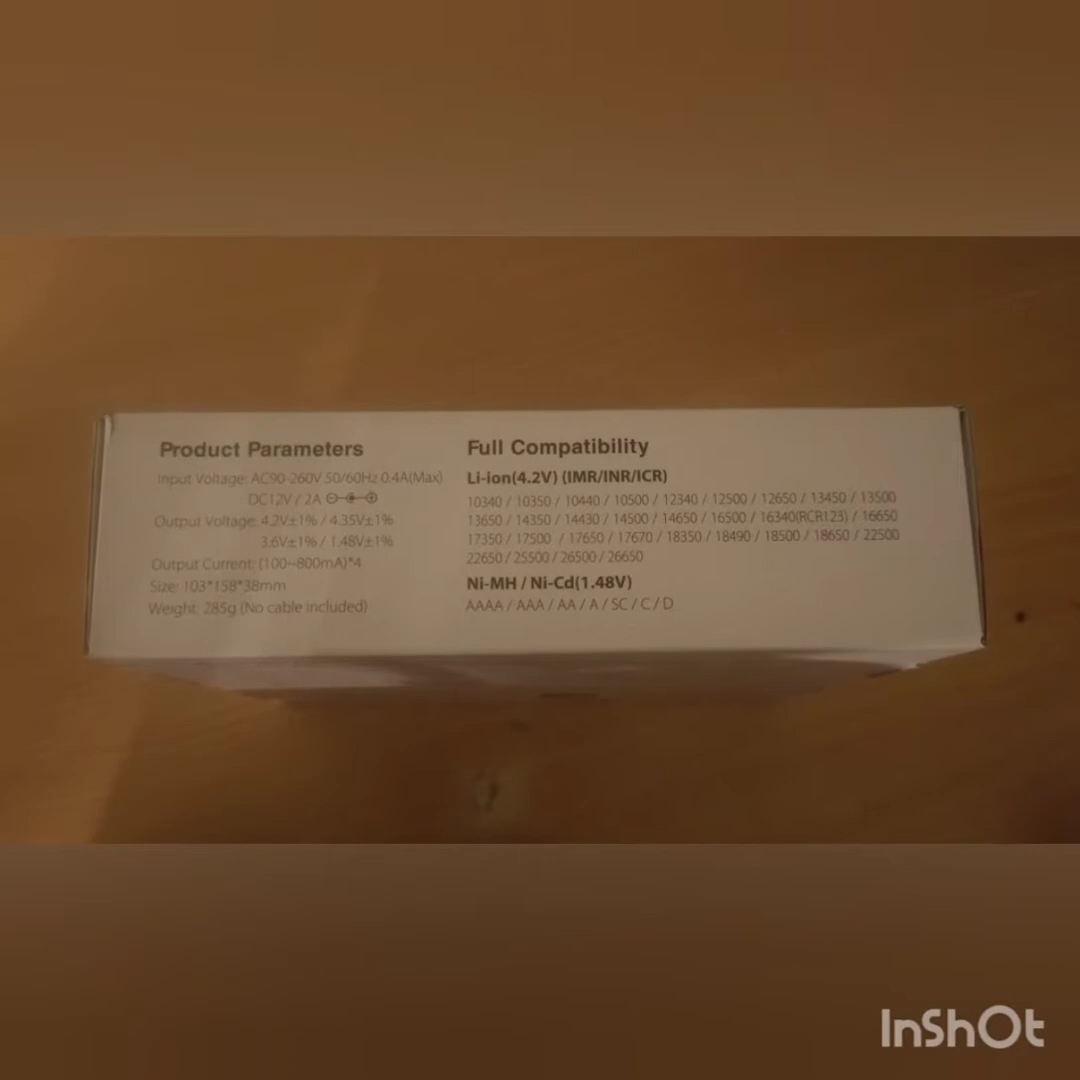 Product Parameters
Input Voltage: AC90-260V 50/60Hz 0.4A(Max)
DC12V / 2A
Output Voltage: 4.2V±1% / 4.35V±1%
3.6V±1% / 1.48V±1%
Output Current: (100~800mA)*4
Size: 103*158*38mm
Weight: 285g (No cable included)
Full Compatibility
Li-ion(4.2V) (IMR/INR/ICR)
10340 / 10350 / 10440 / 10500 / 12340 / 12500 / 12650 / 13450 / 13500
13650 / 14350 / 14430 / 14500 / 14650 / 16500 / 16340(RCR123) / 16650
17350 / 17500 / 17650 / 17670 / 18350 / 18490 / 18500 / 18650 / 22500
22650 / 25500 / 26500 / 26650
Ni-MH / Ni-Cd(1.48V)
AAAA / AAA / AA / A / SC / C / D
InShOt